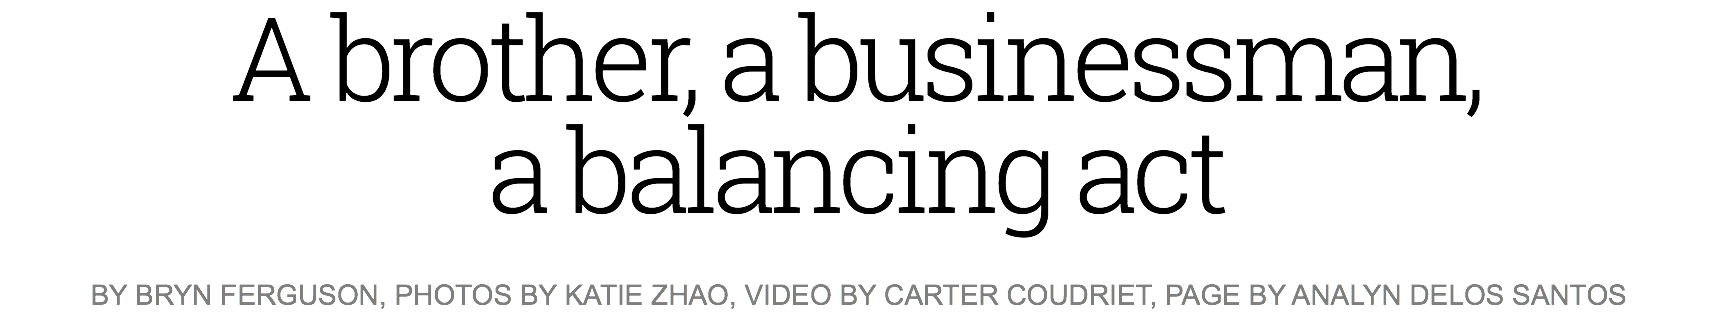 A brother, a businessman,
a balancing act
BY BRYN FERGUSON, PHOTOS BY KATIE ZHAO, VIDEO BY CARTER COUDRIET, PAGE BY ANALYN DELOS SANTOS